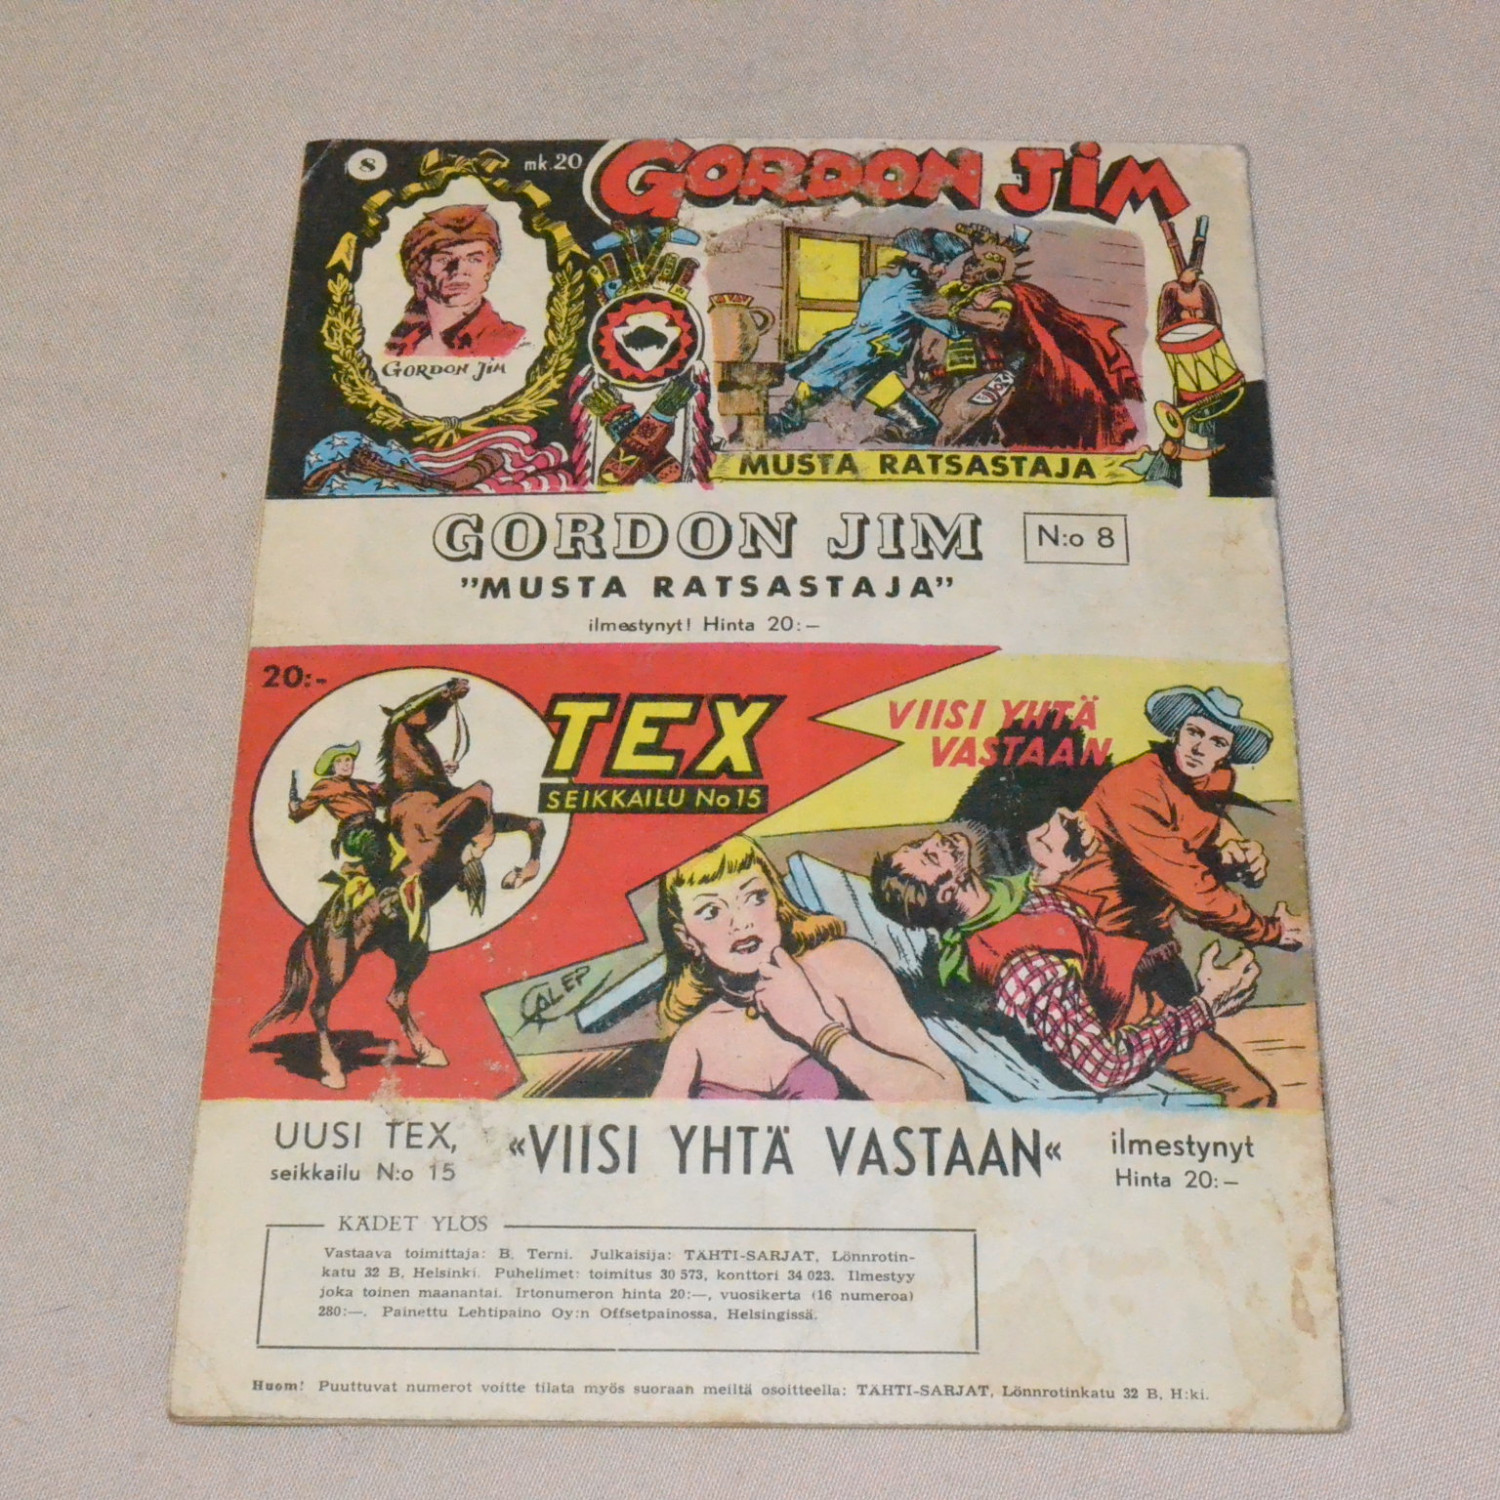 8
mk.20
GORDON JIM
GORDON JIM
MUSTA RATSASTAJA
GORDON JIM N:o 8
”MUSTA RATSASTAJA”
ilmestynyt! Hinta 20:—
20:-
TEX
SEIKKAILU No 15
VIISI YHTÄ
VASTAAN
GALEP
UUSI TEX,
seikkailu N:o 15
«VIISI YHTÄ VASTAAN«
ilmestynyt
Hinta 20:—
KÄDET YLÖS
Vastaava toimittaja: B. Terni. Julkaisija: TÄHTI-SARJAT, Lönnrotin-
katu 32 B, Helsinki. Puhelimet: toimitus 30 573, konttori 34 023. Ilmestyy
joka toinen maanantai. Irtonumeron hinta 20:—, vuosikerta (16 numeroa)
280:—. Painettu Lehtipaino Oy:n Offsetpainossa, Helsingissä.
Huom! Puuttuvat numerot voitte tilata myös suoraan meiltä osoitteella: TÄHTI-SARJAT, Lönnrotinkatu 32 B, H:ki.